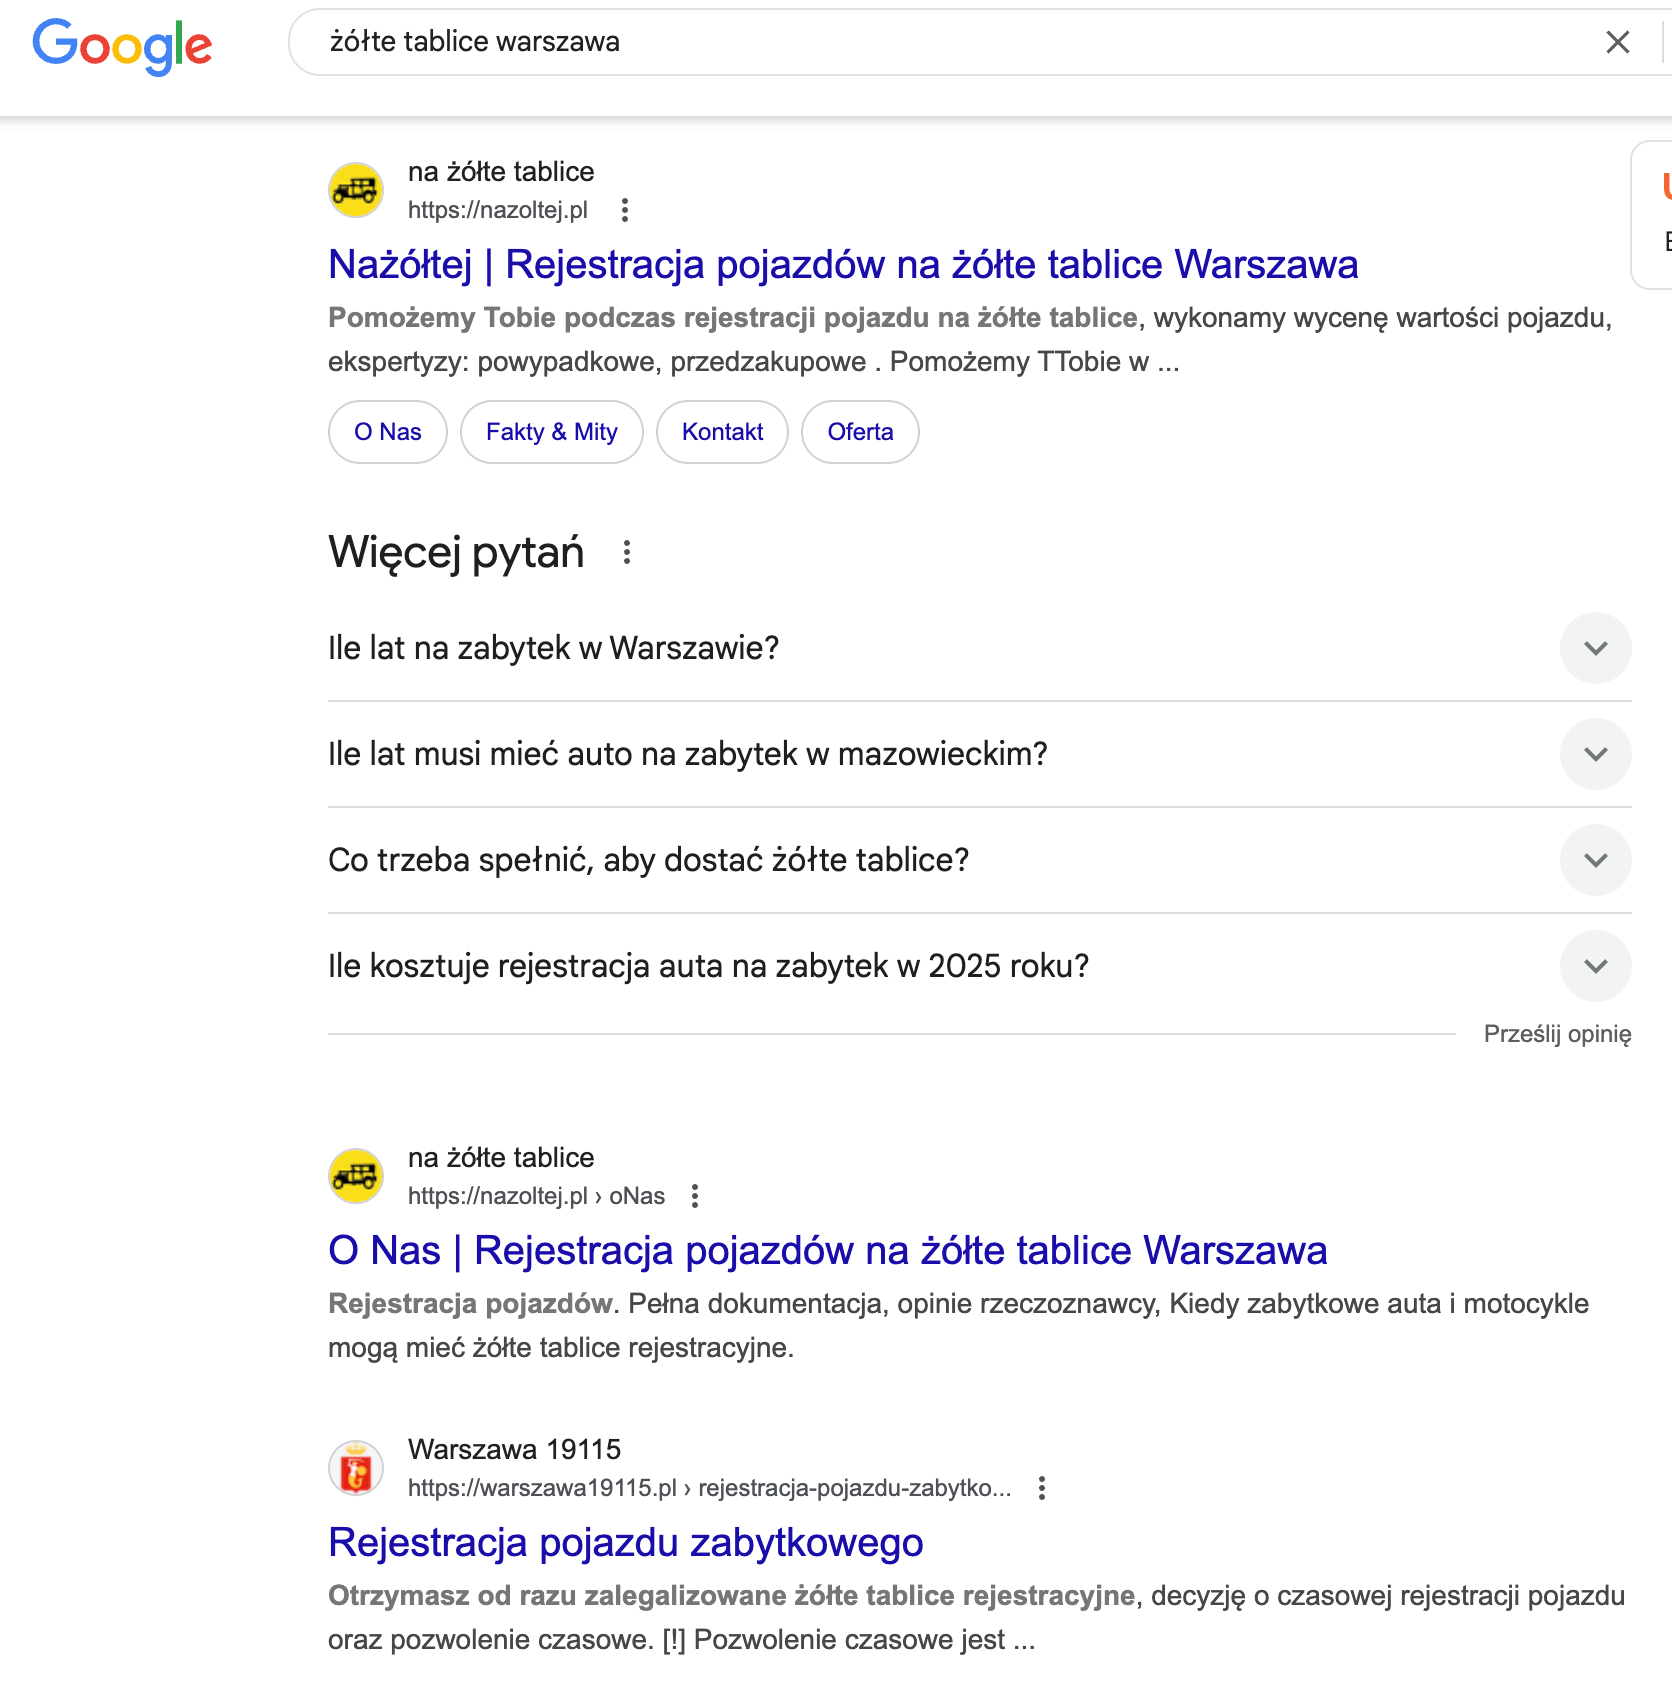 Google
żółte tablice warszawa
na żółte tablice
https://nazoltej.pl
Nażółtej | Rejestracja pojazdów na żółte tablice Warszawa
Pomożemy Tobie podczas rejestracji pojazdu na żółte tablice, wykonamy wycenę wartości pojazdu,
ekspertyzy: powypadkowe, przedzakupowe . Pomożemy TTobie w ...
O Nas
Fakty & Mity
Kontakt
Oferta
Więcej pytań
Ile lat na zabytek w Warszawie?
Ile lat musi mieć auto na zabytek w mazowieckim?
Co trzeba spełnić, aby dostać żółte tablice?
Ile kosztuje rejestracja auta na zabytek w 2025 roku?
Prześlij opinię
na żółte tablice
https://nazoltej.pl › oNas
O Nas | Rejestracja pojazdów na żółte tablice Warszawa
Rejestracja pojazdów. Pełna dokumentacja, opinie rzeczoznawcy, Kiedy zabytkowe auta i motocykle
mogą mieć żółte tablice rejestracyjne.
Warszawa 19115
https://warszawa19115.pl › rejestracja-pojazdu-zabytko...
Rejestracja pojazdu zabytkowego
Otrzymasz od razu zalegalizowane żółte tablice rejestracyjne, decyzję o czasowej rejestracji pojazdu
oraz pozwolenie czasowe. [!] Pozwolenie czasowe jest ...